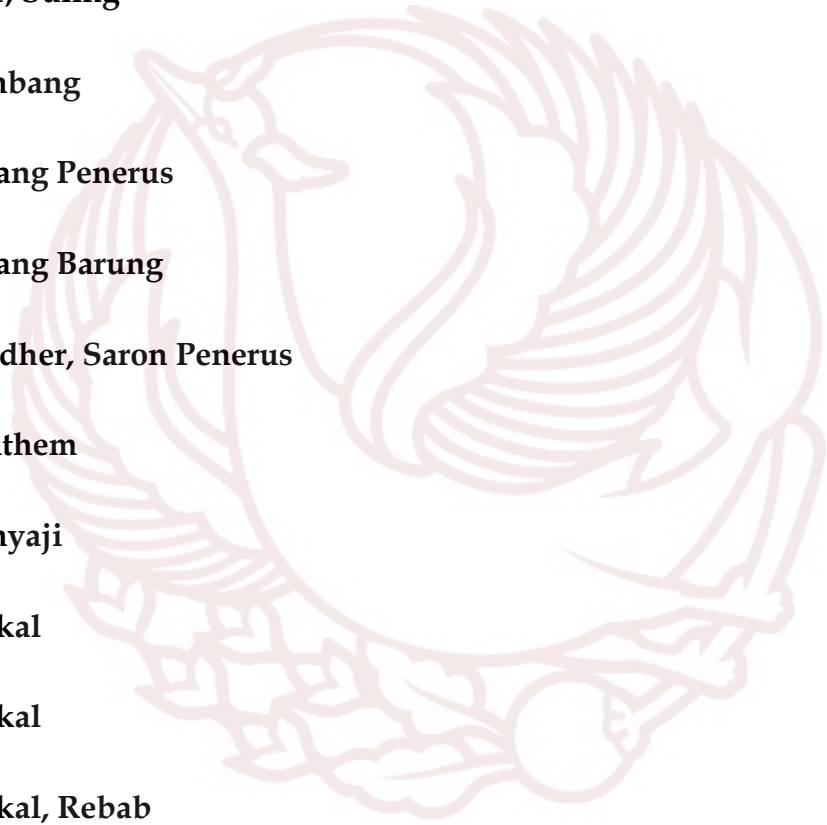 Suling
nbang
ang Penerus
ang Barung
dher, Saron Penerus
them
nyaji
kal
kal
kal, Rebab